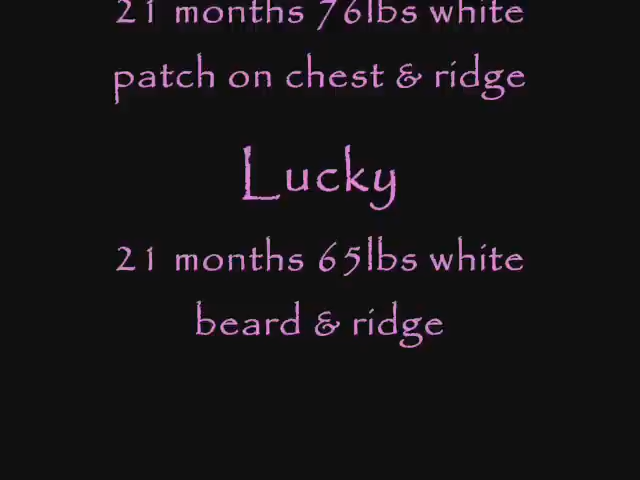 21 months 76lbs white
patch on chest & ridge
Lucky
21 months 65lbs white
beard & ridge